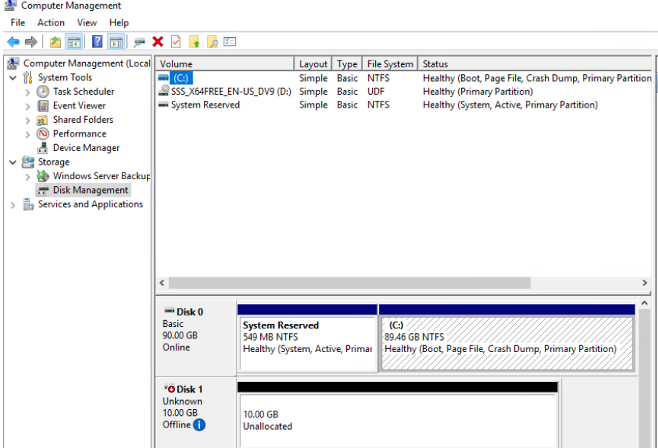 Computer Management
File Action View Help
Computer Management (Local
System Tools
Task Scheduler
Event Viewer
Shared Folders
Performance
Device Manager
Storage
Windows Server Backup
Disk Management
Services and Applications
Volume Layout Type File System Status
(C:) Simple Basic NTFS Healthy (Boot, Page File, Crash Dump, Primary Partition
SSS_X64FREE_EN-US_DV9 (D:) Simple Basic UDF Healthy (Primary Partition)
System Reserved Simple Basic NTFS Healthy (System, Active, Primary Partition)
Disk 0
Basic
90.00 GB
Online
System Reserved
549 MB NTFS
Healthy (System, Active, Primar
(C:)
89.46 GB NTFS
Healthy (Boot, Page File, Crash Dump, Primary Partition)
Disk 1
Unknown
10.00 GB
Offline
10.00 GB
Unallocated